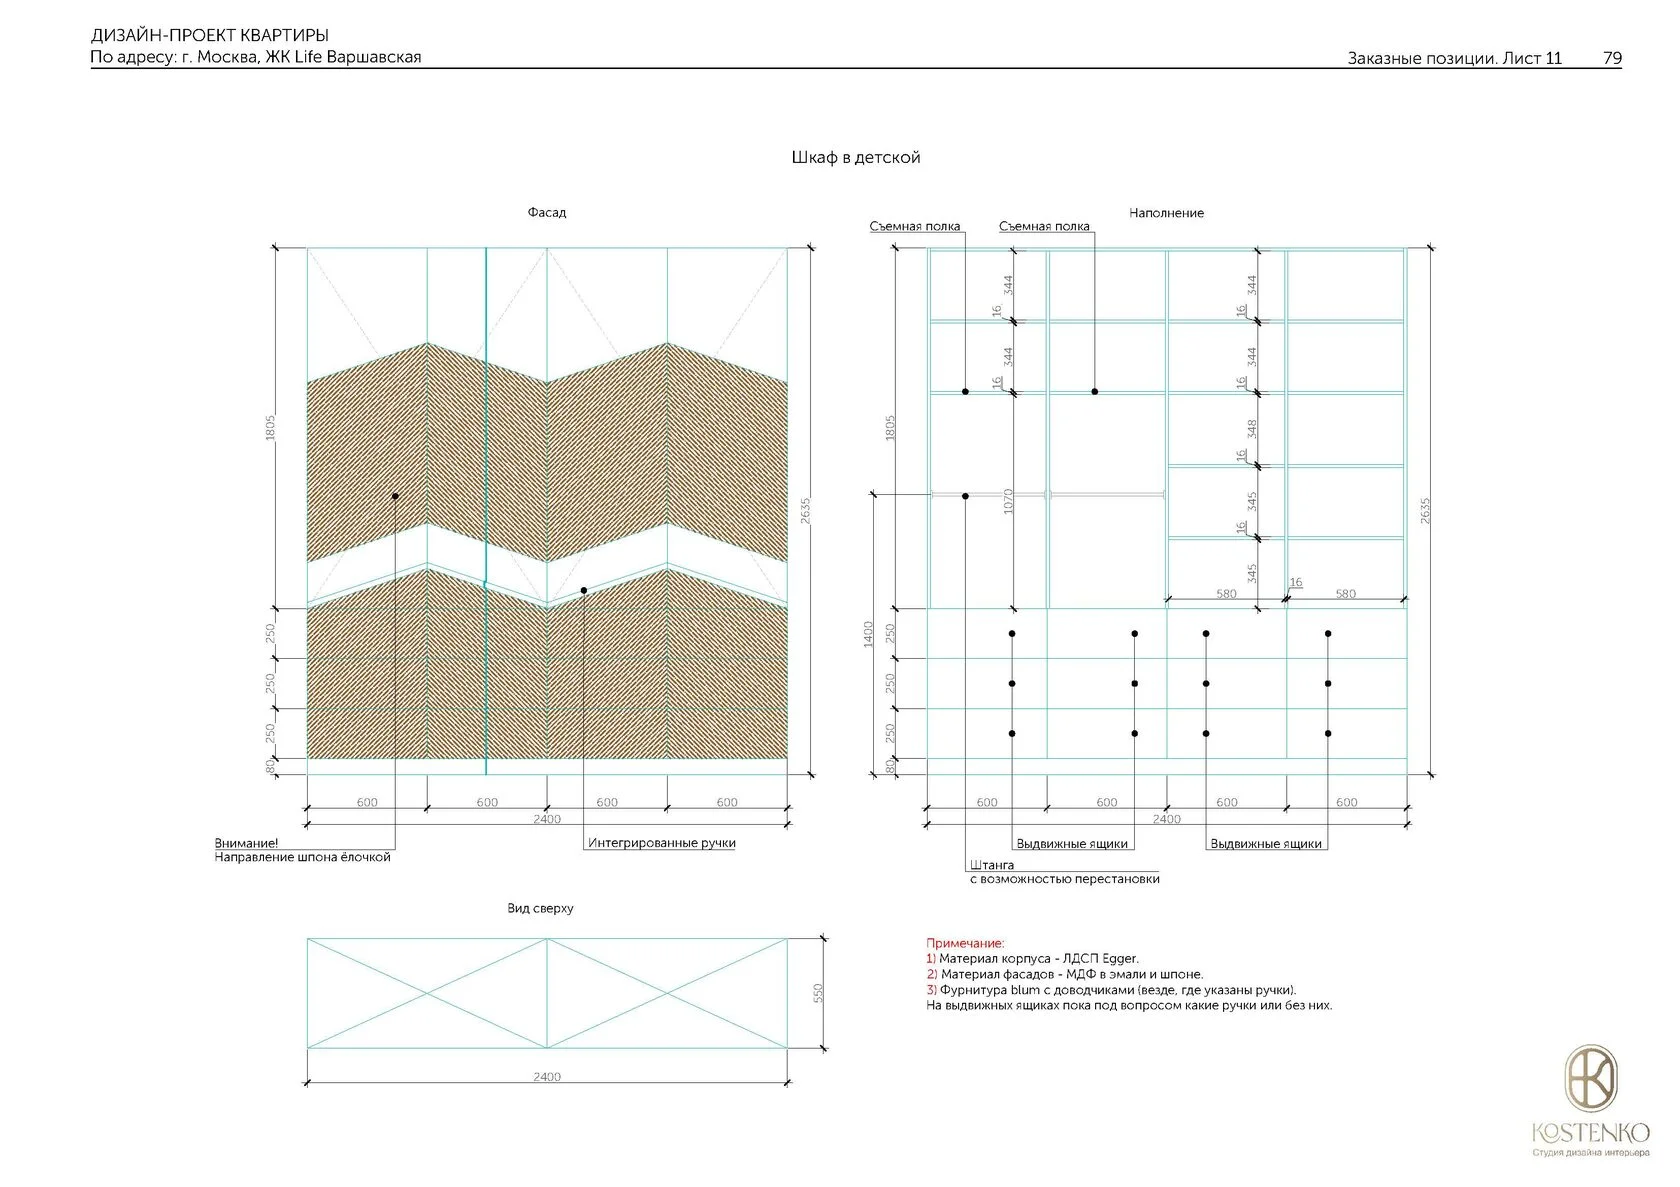 ДИЗАЙН-ПРОЕКТ КВАРТИРЫ
По адресу: г. Москва, ЖК Life Варшавская
Заказные позиции. Лист 11 79
Шкаф в детской
Фасад
1805
250
250
250
80
2635
600 600 600 600
2400
Внимание!
Направление шпона ёлочкой
Интегрированные ручки
Наполнение
Съемная полка Съемная полка
344
16
344
16
1070
344
16
344
16
348
16
345
16
345
580 16 580
1805
1400
250
250
250
80
2635
600 600 600 600
2400
Выдвижные ящики Выдвижные ящики
Штанга
с возможностью перестановки
Вид сверху
550
2400
Примечание:
1) Материал корпуса - ЛДСП Egger.
2) Материал фасадов - МДФ в эмали и шпоне.
3) Фурнитура blum с доводчиками (везде, где указаны ручки).
На выдвижных ящиках пока под вопросом какие ручки или без них.
KOSTENKO
Студия дизайна интерьера